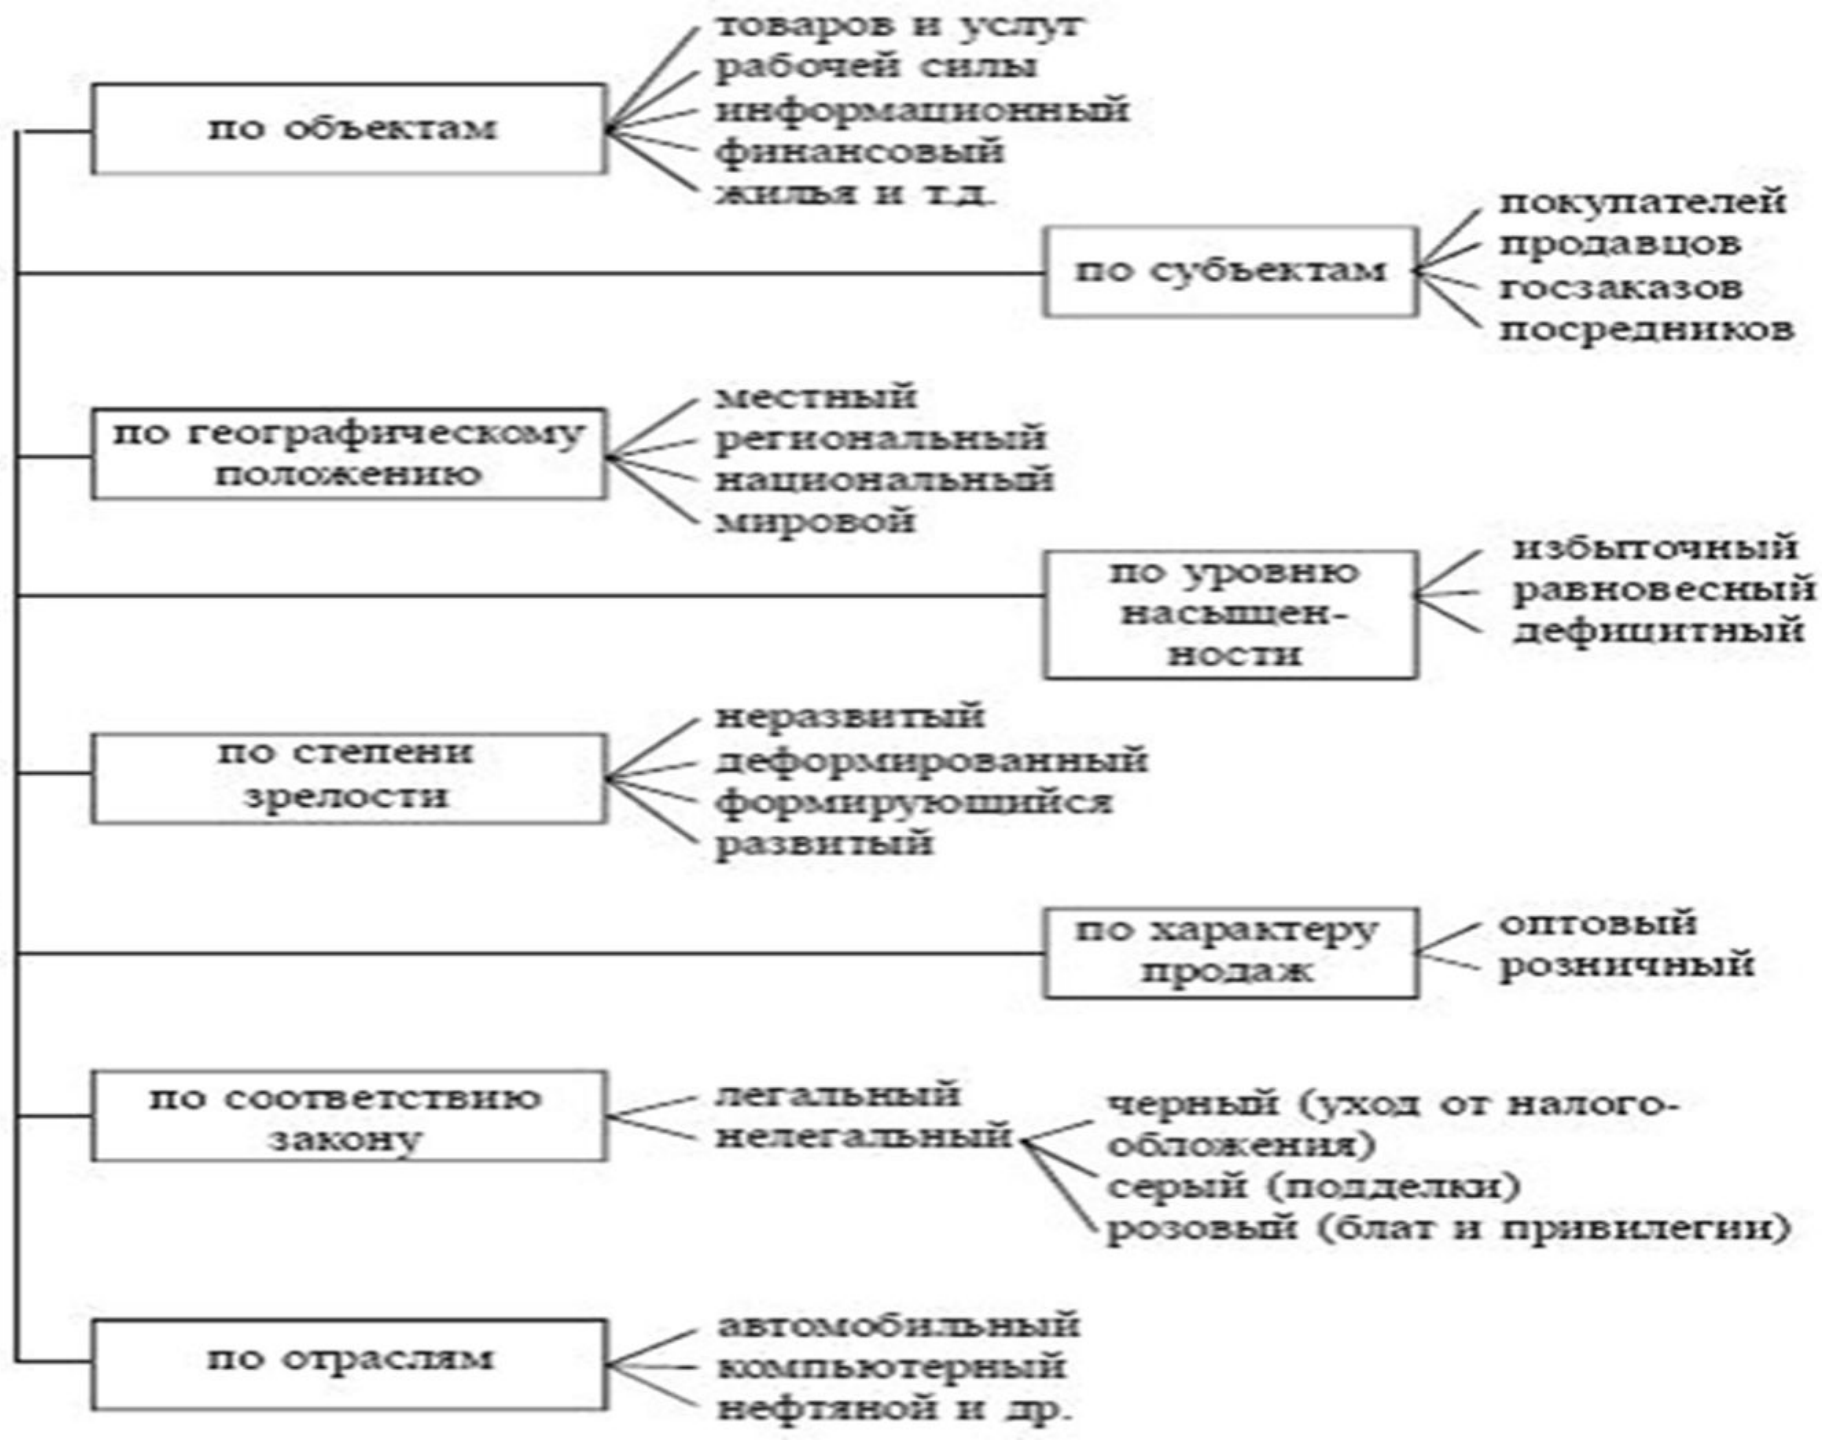 товаров и услуг
рабочей силы
по объектам
информационный
финансовый
жилья и т.д.
покупателей
продавцов
по субъектам
госзаказов
посредников
местный
по географическому
положению
региональный
национальный
мировой
избыточный
по уровню
насыщен-
ности
равновесный
дефицитный
неразвитый
по степени
зрелости
деформированный
формирующийся
развитый
по характеру
продаж
оптовый
розничный
по соответствию
закону
легальный
нелегальный
черный (уход от налого-
обложения)
серый (подделки)
розовый (блат и привилегии)
по отраслям
автомобильный
компьютерный
нефтяной и др.